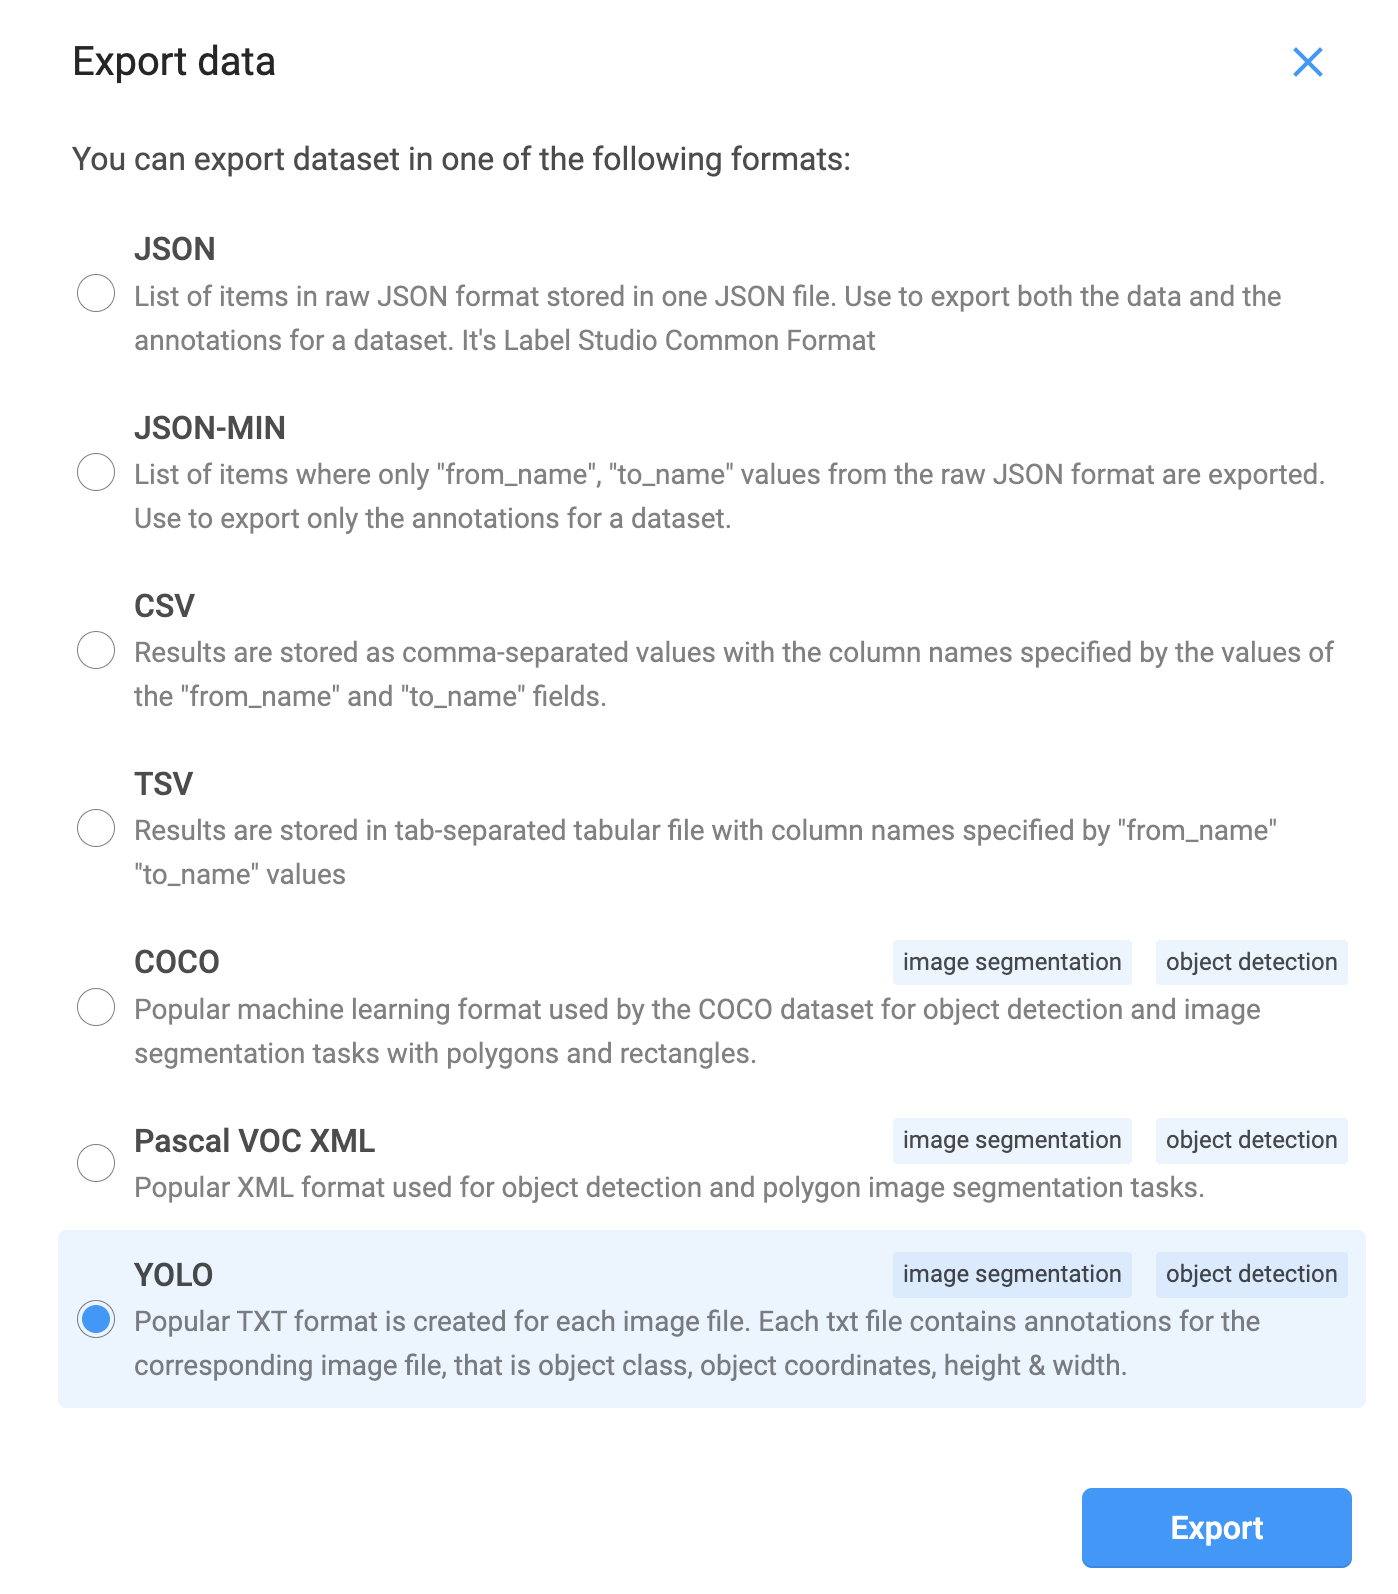 Export data
You can export dataset in one of the following formats:
JSON
List of items in raw JSON format stored in one JSON file. Use to export both the data and the
annotations for a dataset. It's Label Studio Common Format
JSON-MIN
List of items where only "from_name", "to_name" values from the raw JSON format are exported.
Use to export only the annotations for a dataset.
CSV
Results are stored as comma-separated values with the column names specified by the values of
the "from_name" and "to_name" fields.
TSV
Results are stored in tab-separated tabular file with column names specified by "from_name"
"to_name" values
COCO image segmentation object detection
Popular machine learning format used by the COCO dataset for object detection and image
segmentation tasks with polygons and rectangles.
Pascal VOC XML image segmentation object detection
Popular XML format used for object detection and polygon image segmentation tasks.
YOLO image segmentation object detection
Popular TXT format is created for each image file. Each txt file contains annotations for the
corresponding image file, that is object class, object coordinates, height & width.
Export